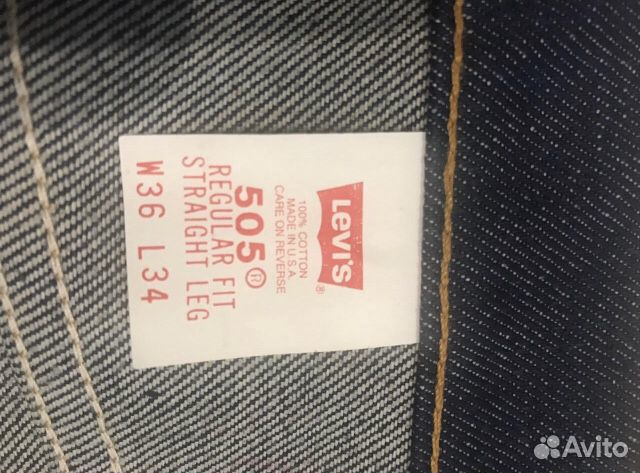 Levi's®
100% COTTON
MADE IN U.S.A.
CARE ON REVERSE
505®
REGULAR FIT
STRAIGHT LEG
W36 L34
Avito